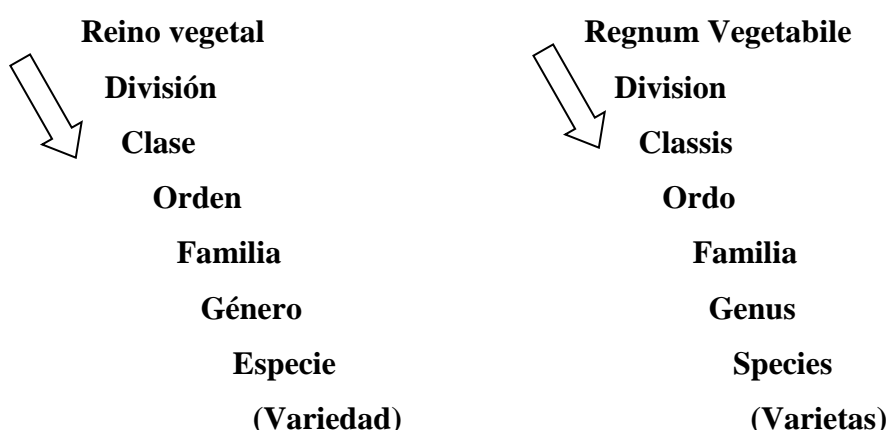 Reino vegetal
División
Clase
Orden
Familia
Género
Especie
(Variedad)
Regnum Vegetabile
Division
Classis
Ordo
Familia
Genus
Species
(Varietas)